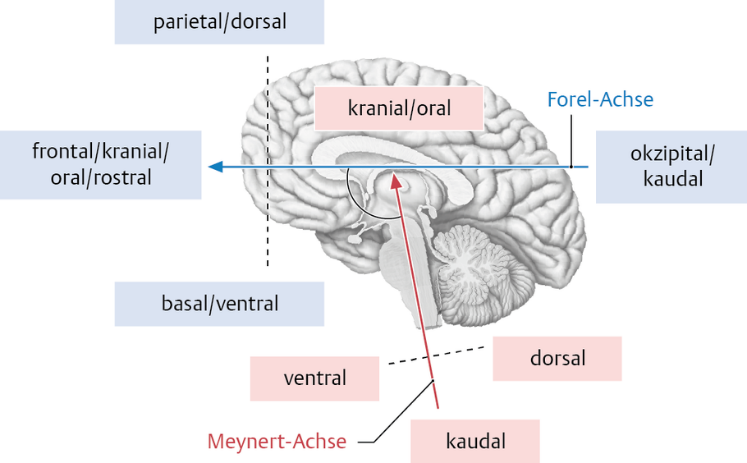 parietal/dorsal
kranial/oral
Forel-Achse
frontal/kranial/
oral/rostral
okzipital/
kaudal
basal/ventral
ventral
dorsal
Meynert-Achse
kaudal